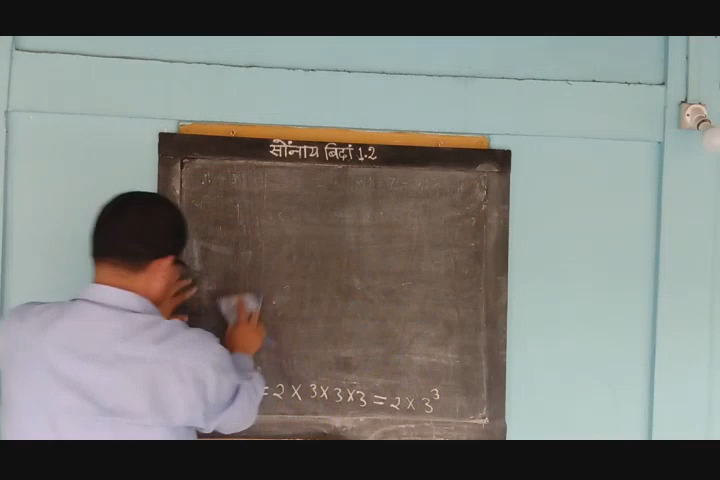 सोंनाय बिदां 1.2
= 2 × 3 × 3 × 3 = 2 × 3³